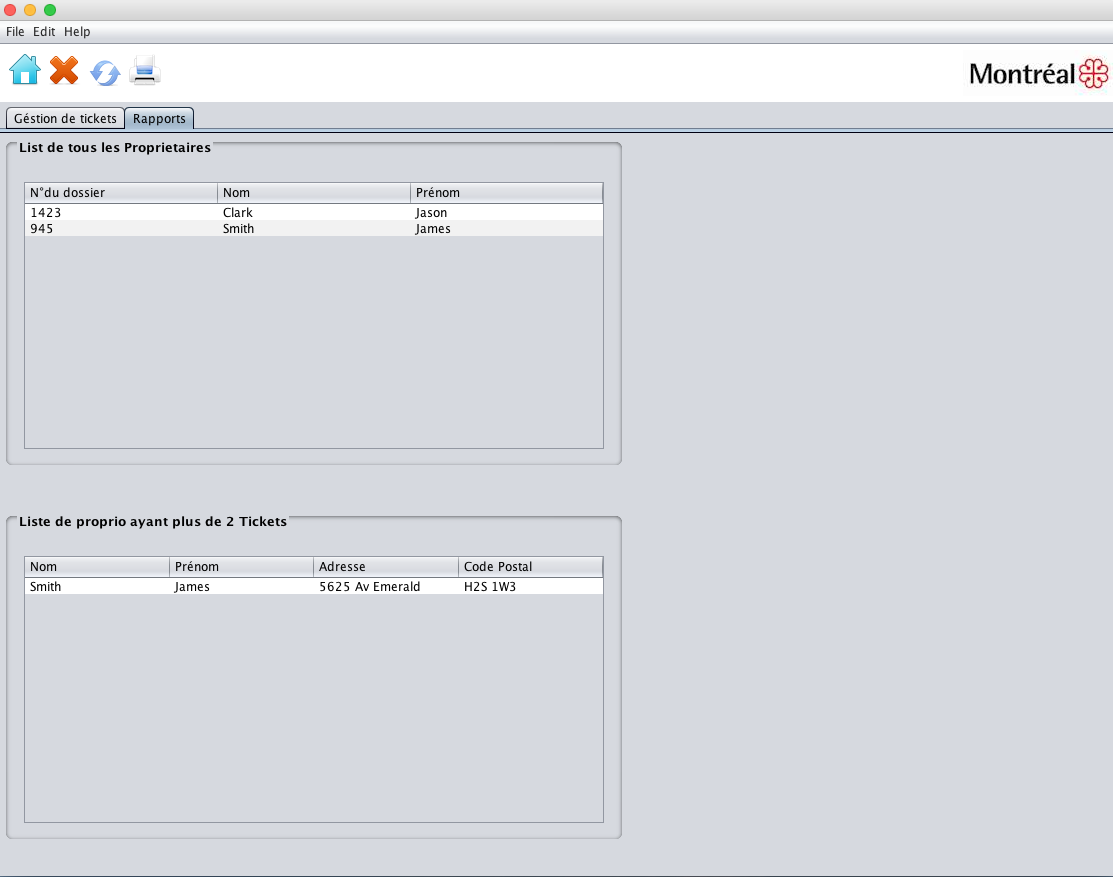 File Edit Help
Montréal
Géstion de tickets Rapports
List de tous les Proprietaires
N°du dossier Nom Prénom
1423 Clark Jason
945 Smith James
Liste de proprio ayant plus de 2 Tickets
Nom Prénom Adresse Code Postal
Smith James 5625 Av Emerald H2S 1W3